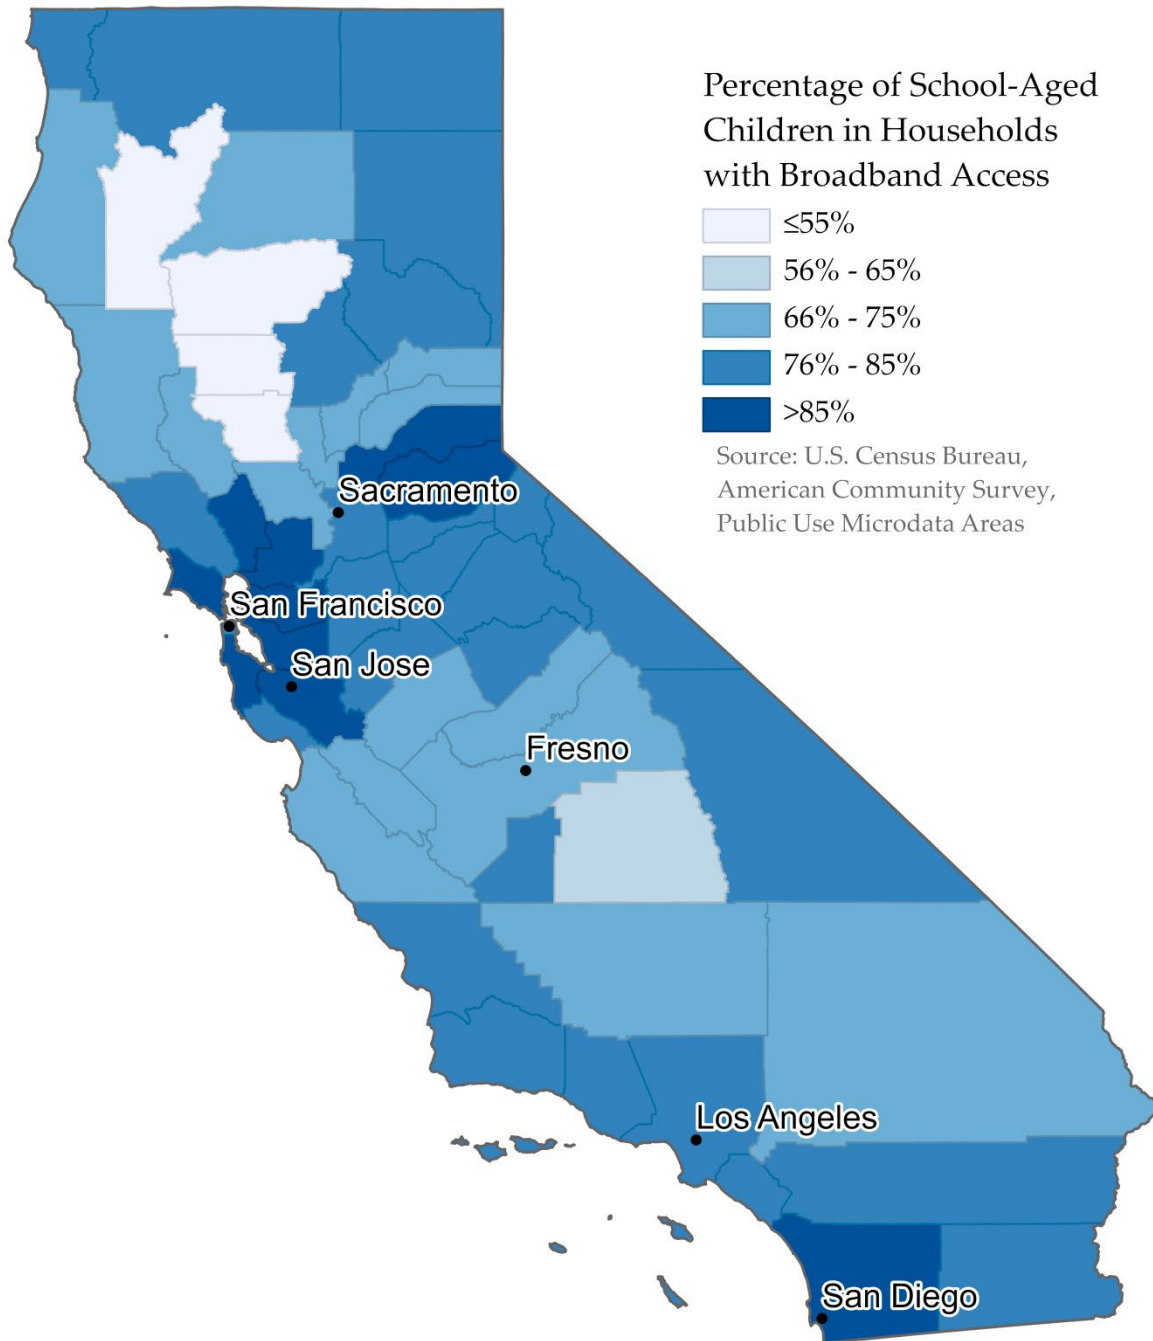 Percentage of School-Aged
Children in Households
with Broadband Access
≤55%
56% - 65%
66% - 75%
76% - 85%
>85%
Source: U.S. Census Bureau,
American Community Survey,
Public Use Microdata Areas
Sacramento
San Francisco
San Jose
Fresno
Los Angeles
San Diego